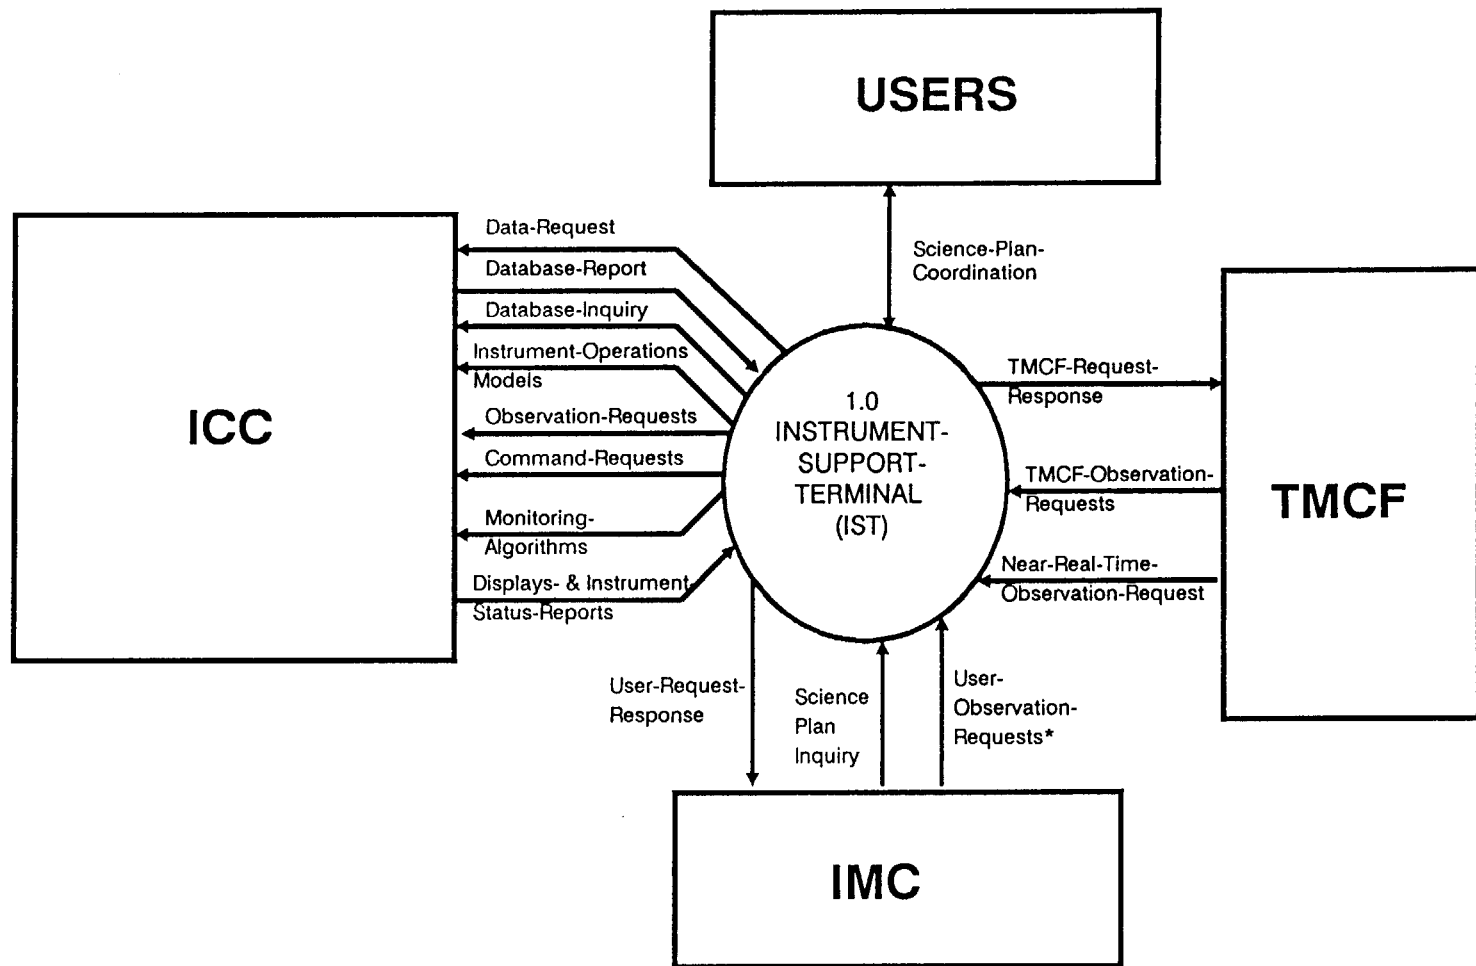 USERS
Science-Plan-
Coordination
ICC
Data-Request
Database-Report
Database-Inquiry
Instrument-Operations
Models
Observation-Requests
Command-Requests
Monitoring-
Algorithms
Displays- & Instrument-
Status-Reports
1.0
INSTRUMENT-
SUPPORT-
TERMINAL
(IST)
TMCF-Request-
Response
TMCF-Observation-
Requests
Near-Real-Time-
Observation-Request
TMCF
User-Request-
Response
Science
Plan
Inquiry
User-
Observation-
Requests*
IMC